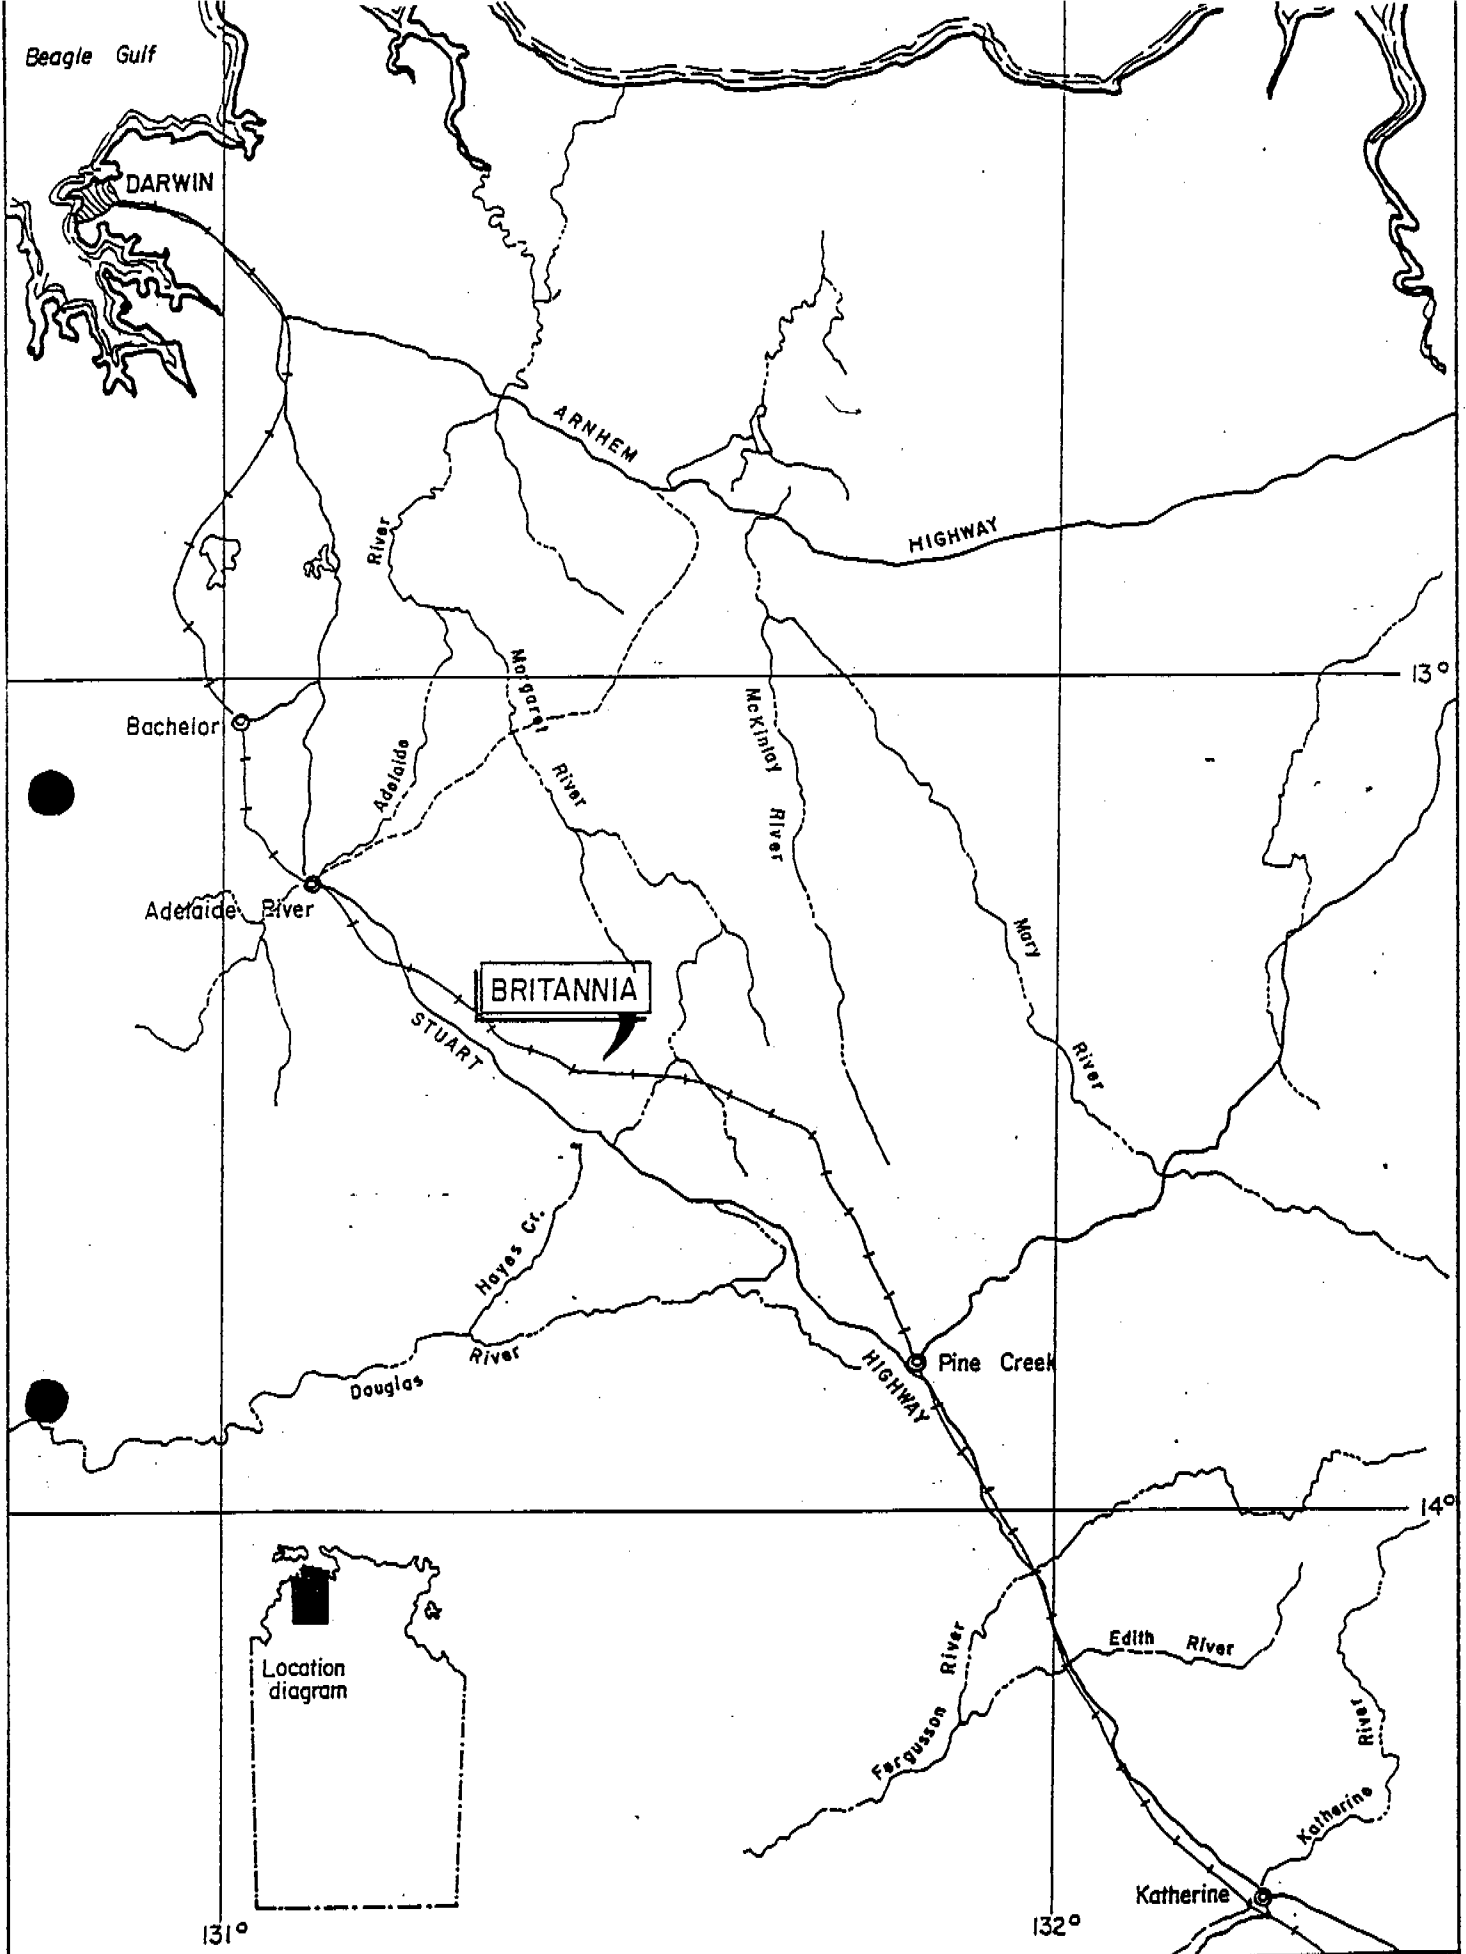 Beagle Gulf
DARWIN
ARNHEM
HIGHWAY
River
Margaret
River
Adelaide
McKinlay
River
13°
Bachelor
Adelaide River
Mary
River
BRITANNIA
STUART
Hayes Cr.
River
Douglas
HIGHWAY
Pine Creek
14°
Location
diagram
Fergusson
River
Edith River
River
Katherine
Katherine
131°
132°